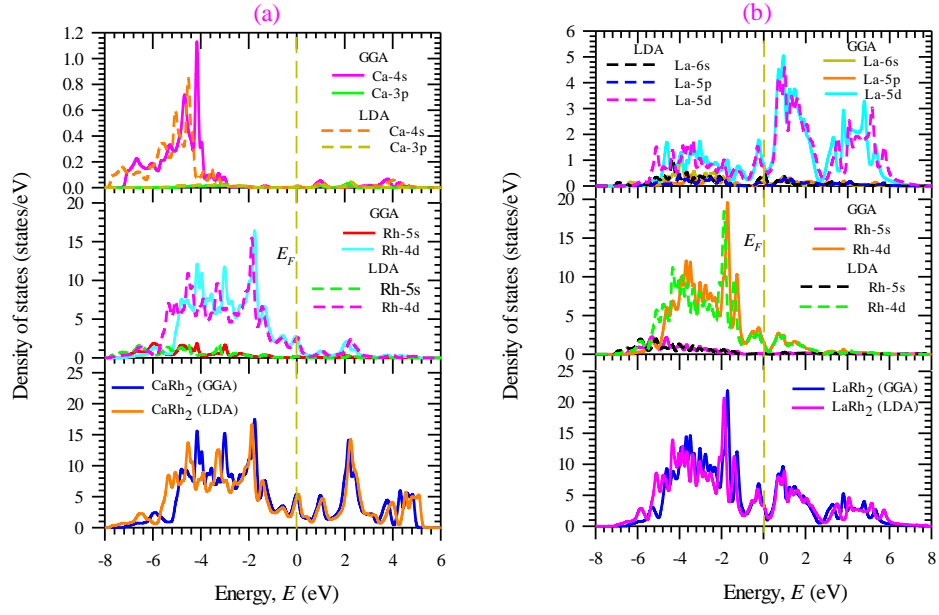 (a)
Density of states (states/eV)
1.2
1.0
0.8
0.6
0.4
0.2
0.0
GGA
Ca-4s
Ca-3p
LDA
Ca-4s
Ca-3p
20
15
10
5
0
E_F
GGA
Rh-5s
Rh-4d
LDA
Rh-5s
Rh-4d
25
20
15
10
5
0
CaRh₂ (GGA)
CaRh₂ (LDA)
-8 -6 -4 -2 0 2 4 6
Energy, E (eV)
(b)
Density of states (states/eV)
6
5
4
3
2
1
0
LDA
La-6s
La-5p
La-5d
GGA
La-6s
La-5p
La-5d
20
15
10
5
0
E_F
GGA
Rh-5s
Rh-4d
LDA
Rh-5s
Rh-4d
25
20
15
10
5
0
LaRh₂ (GGA)
LaRh₂ (LDA)
-8 -6 -4 -2 0 2 4 6 8
Energy, E (eV)